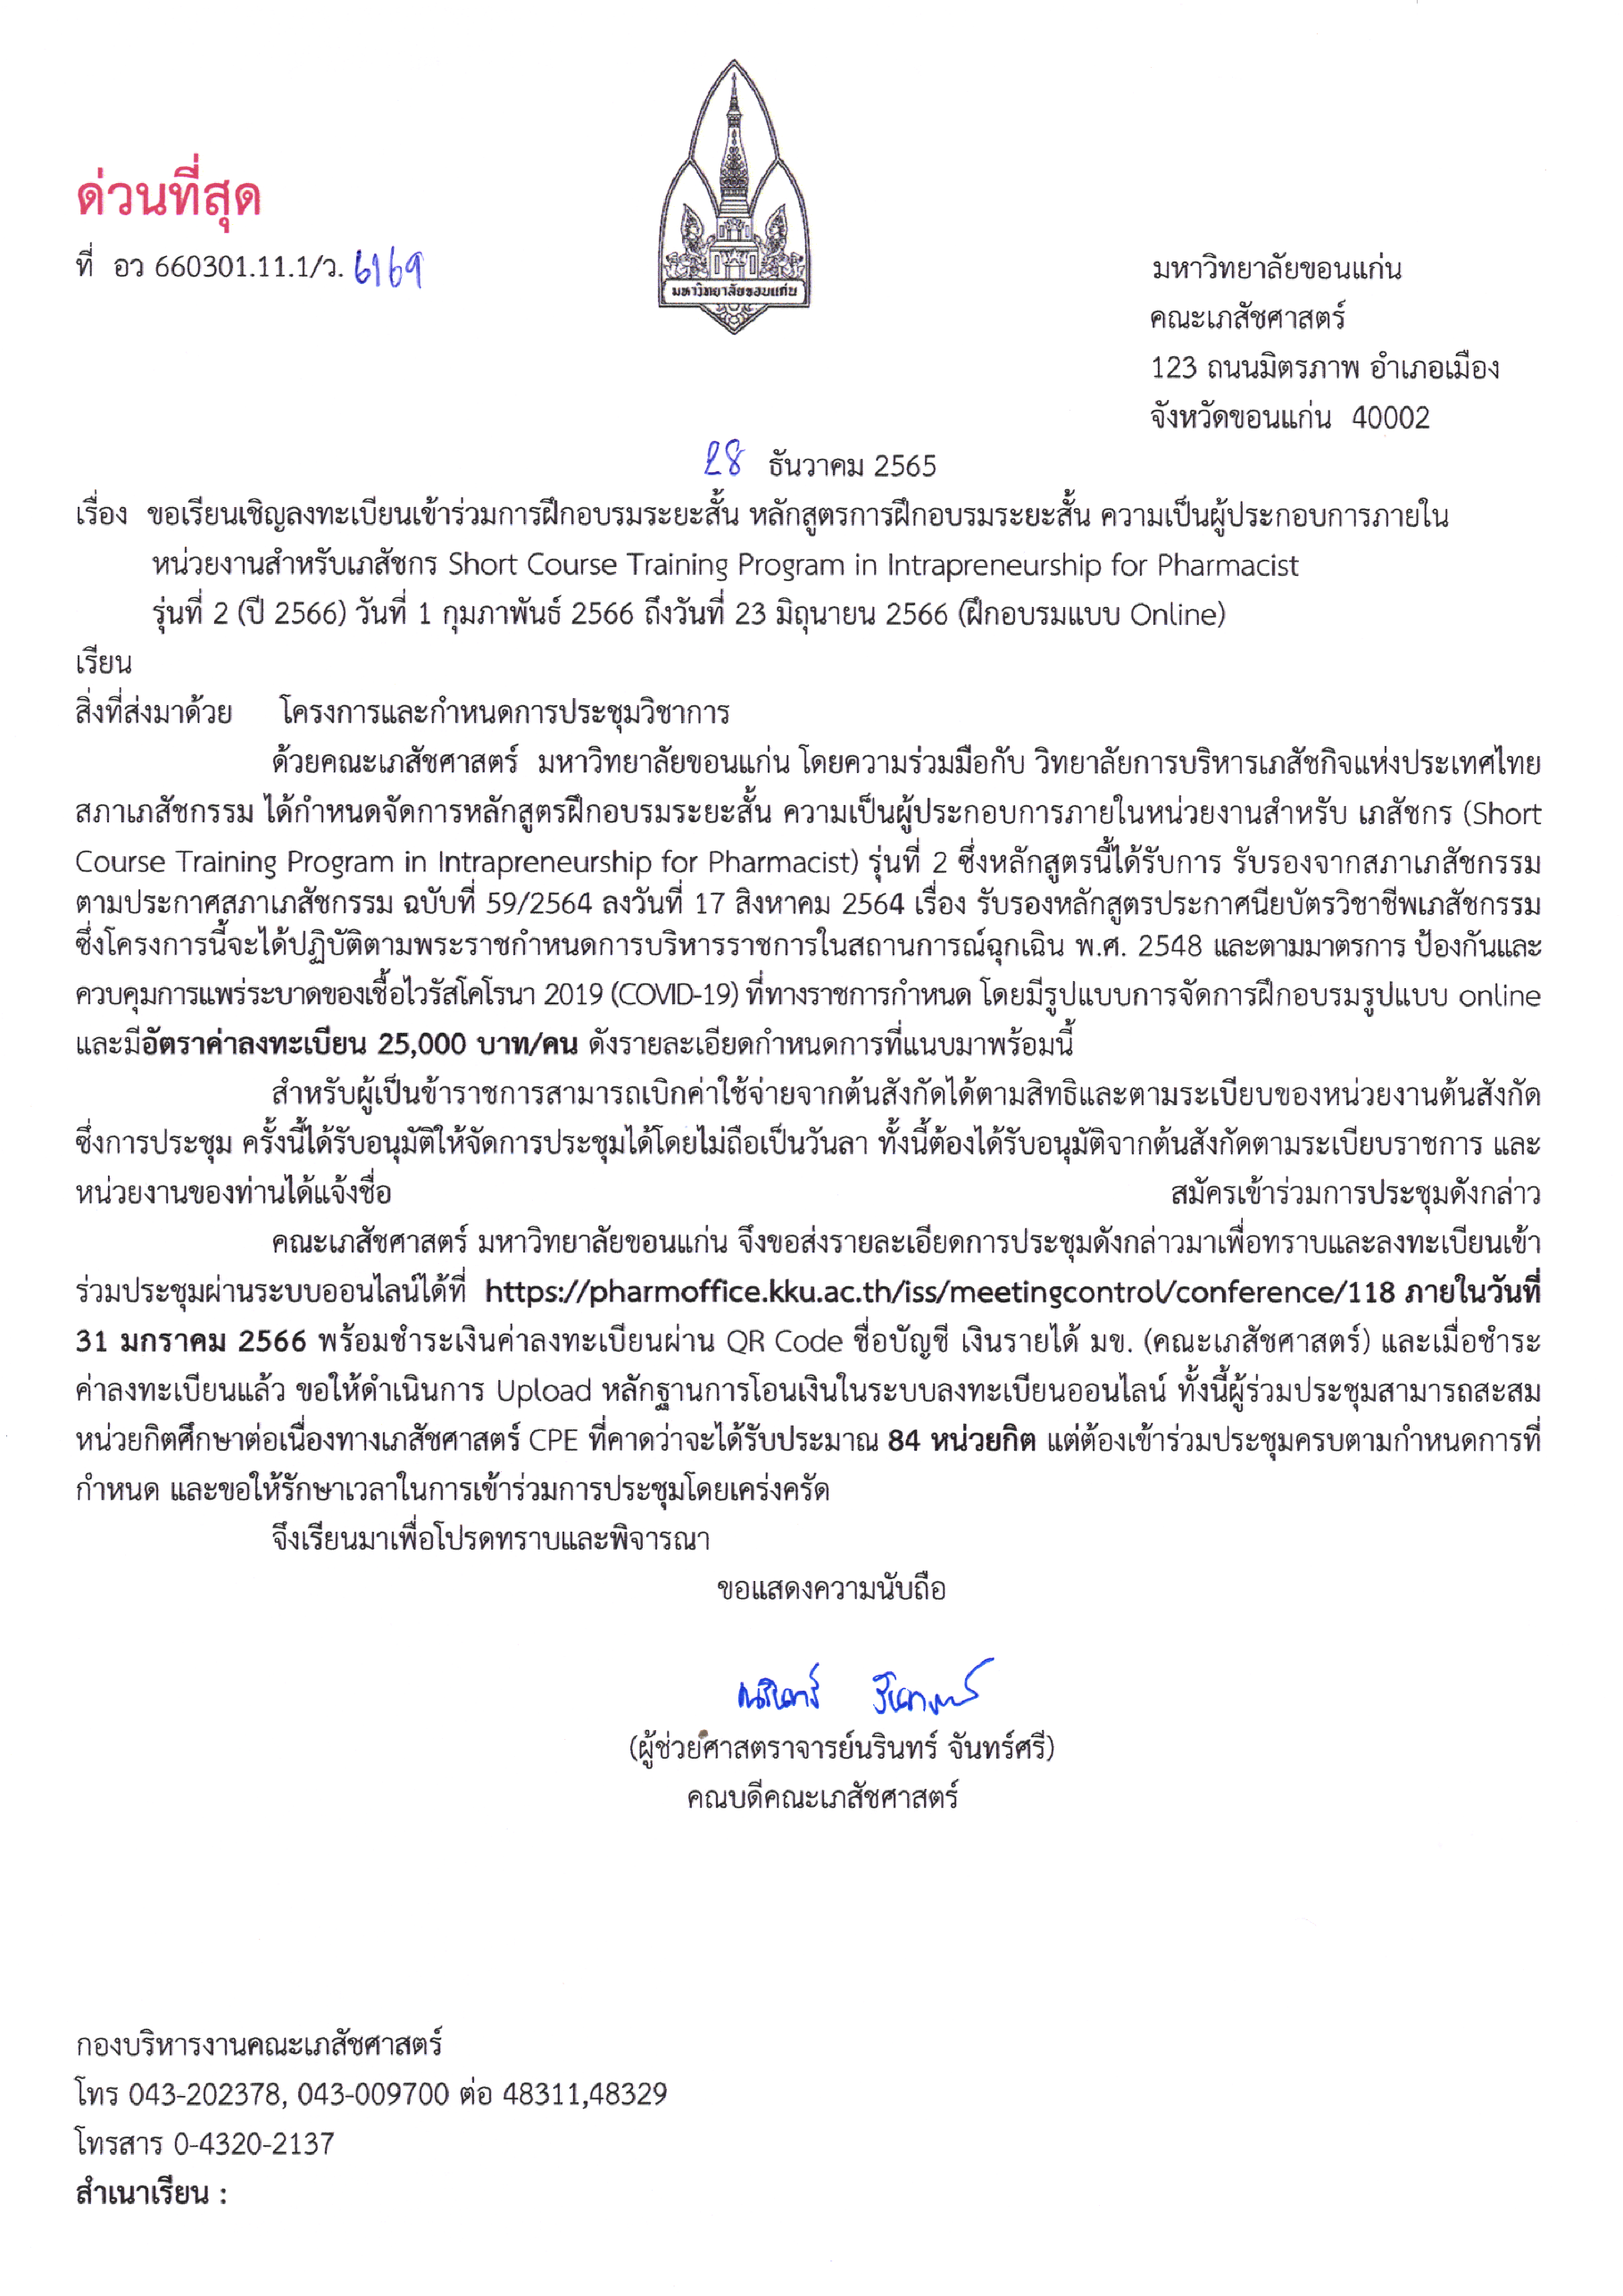 ด่วนที่สุด
ที่ อว 660301.11.1/ว. 6169
มหาวิทยาลัยขอนแก่น
มหาวิทยาลัยขอนแก่น
คณะเภสัชศาสตร์
123 ถนนมิตรภาพ อำเภอเมือง
จังหวัดขอนแก่น 40002
28 ธันวาคม 2565
เรื่อง ขอเรียนเชิญลงทะเบียนเข้าร่วมการฝึกอบรมระยะสั้น หลักสูตรการฝึกอบรมระยะสั้น ความเป็นผู้ประกอบการภายใน
หน่วยงานสำหรับเภสัชกร Short Course Training Program in Intrapreneurship for Pharmacist
รุ่นที่ 2 (ปี 2566) วันที่ 1 กุมภาพันธ์ 2566 ถึงวันที่ 23 มิถุนายน 2566 (ฝึกอบรมแบบ Online)
เรียน
สิ่งที่ส่งมาด้วย โครงการและกำหนดการประชุมวิชาการ
ด้วยคณะเภสัชศาสตร์ มหาวิทยาลัยขอนแก่น โดยความร่วมมือกับ วิทยาลัยการบริหารเภสัชกิจแห่งประเทศไทย
สภาเภสัชกรรม ได้กำหนดจัดการหลักสูตรฝึกอบรมระยะสั้น ความเป็นผู้ประกอบการภายในหน่วยงานสำหรับ เภสัชกร (Short
Course Training Program in Intrapreneurship for Pharmacist) รุ่นที่ 2 ซึ่งหลักสูตรนี้ได้รับการ รับรองจากสภาเภสัชกรรม
ตามประกาศสภาเภสัชกรรม ฉบับที่ 59/2564 ลงวันที่ 17 สิงหาคม 2564 เรื่อง รับรองหลักสูตรประกาศนียบัตรวิชาชีพเภสัชกรรม
ซึ่งโครงการนี้จะได้ปฏิบัติตามพระราชกำหนดการบริหารราชการในสถานการณ์ฉุกเฉิน พ.ศ. 2548 และตามมาตรการ ป้องกันและ
ควบคุมการแพร่ระบาดของเชื้อไวรัสโคโรนา 2019 (COVID-19) ที่ทางราชการกำหนด โดยมีรูปแบบการจัดการฝึกอบรมรูปแบบ online
และมีอัตราค่าลงทะเบียน 25,000 บาท/คน ดังรายละเอียดกำหนดการที่แนบมาพร้อมนี้
สำหรับผู้เป็นข้าราชการสามารถเบิกค่าใช้จ่ายจากต้นสังกัดได้ตามสิทธิและตามระเบียบของหน่วยงานต้นสังกัด
ซึ่งการประชุม ครั้งนี้ได้รับอนุมัติให้จัดการประชุมได้โดยไม่ถือเป็นวันลา ทั้งนี้ต้องได้รับอนุมัติจากต้นสังกัดตามระเบียบราชการ และ
หน่วยงานของท่านได้แจ้งชื่อ สมัครเข้าร่วมการประชุมดังกล่าว
คณะเภสัชศาสตร์ มหาวิทยาลัยขอนแก่น จึงขอส่งรายละเอียดการประชุมดังกล่าวมาเพื่อทราบและลงทะเบียนเข้า
ร่วมประชุมผ่านระบบออนไลน์ได้ที่ https://pharmoffice.kku.ac.th/iss/meetingcontrol/conference/118 ภายในวันที่
31 มกราคม 2566 พร้อมชำระเงินค่าลงทะเบียนผ่าน QR Code ชื่อบัญชี เงินรายได้ มข. (คณะเภสัชศาสตร์) และเมื่อชำระ
ค่าลงทะเบียนแล้ว ขอให้ดำเนินการ Upload หลักฐานการโอนเงินในระบบลงทะเบียนออนไลน์ ทั้งนี้ผู้ร่วมประชุมสามารถสะสม
หน่วยกิตศึกษาต่อเนื่องทางเภสัชศาสตร์ CPE ที่คาดว่าจะได้รับประมาณ 84 หน่วยกิต แต่ต้องเข้าร่วมประชุมครบตามกำหนดการที่
กำหนด และขอให้รักษาเวลาในการเข้าร่วมการประชุมโดยเคร่งครัด
จึงเรียนมาเพื่อโปรดทราบและพิจารณา
ขอแสดงความนับถือ
(ผู้ช่วยศาสตราจารย์นรินทร์ จันทร์ศรี)
คณบดีคณะเภสัชศาสตร์
กองบริหารงานคณะเภสัชศาสตร์
โทร 043-202378, 043-009700 ต่อ 48311,48329
โทรสาร 0-4320-2137
สำเนาเรียน :